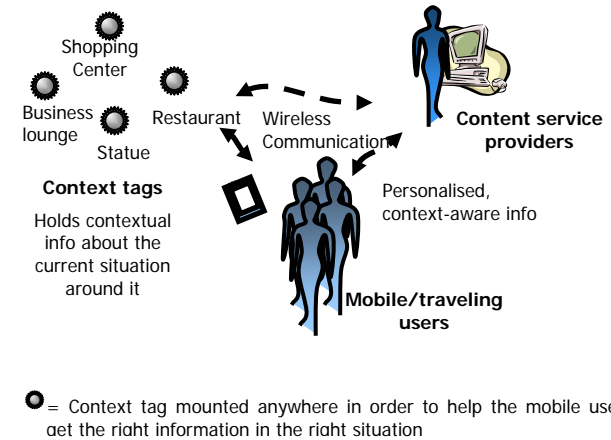 Shopping
Center
Business
lounge
Restaurant
Statue
Wireless
Communication
Content service
providers
Context tags
Holds contextual
info about the
current situation
around it
Personalised,
context-aware info
Mobile/traveling
users
= Context tag mounted anywhere in order to help the mobile use
get the right information in the right situation